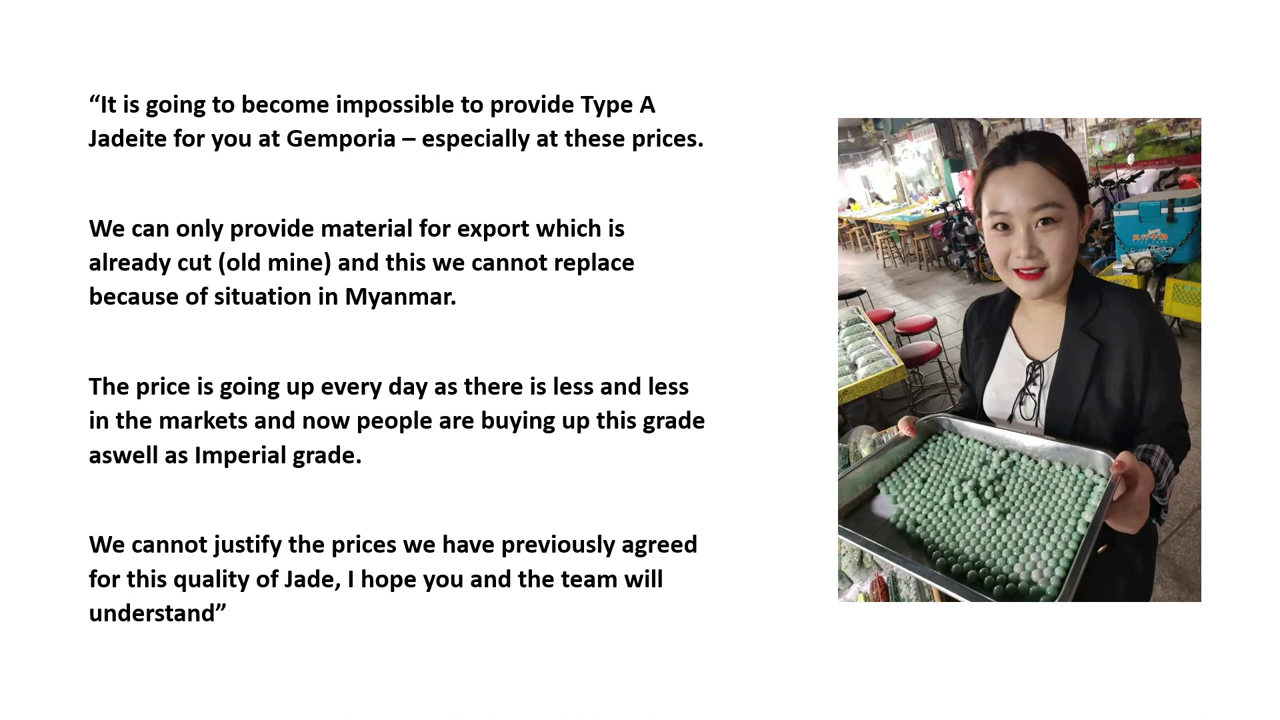 “It is going to become impossible to provide Type A
Jadeite for you at Gemporia – especially at these prices.
We can only provide material for export which is
already cut (old mine) and this we cannot replace
because of situation in Myanmar.
The price is going up every day as there is less and less
in the markets and now people are buying up this grade
aswell as Imperial grade.
We cannot justify the prices we have previously agreed
for this quality of Jade, I hope you and the team will
understand”